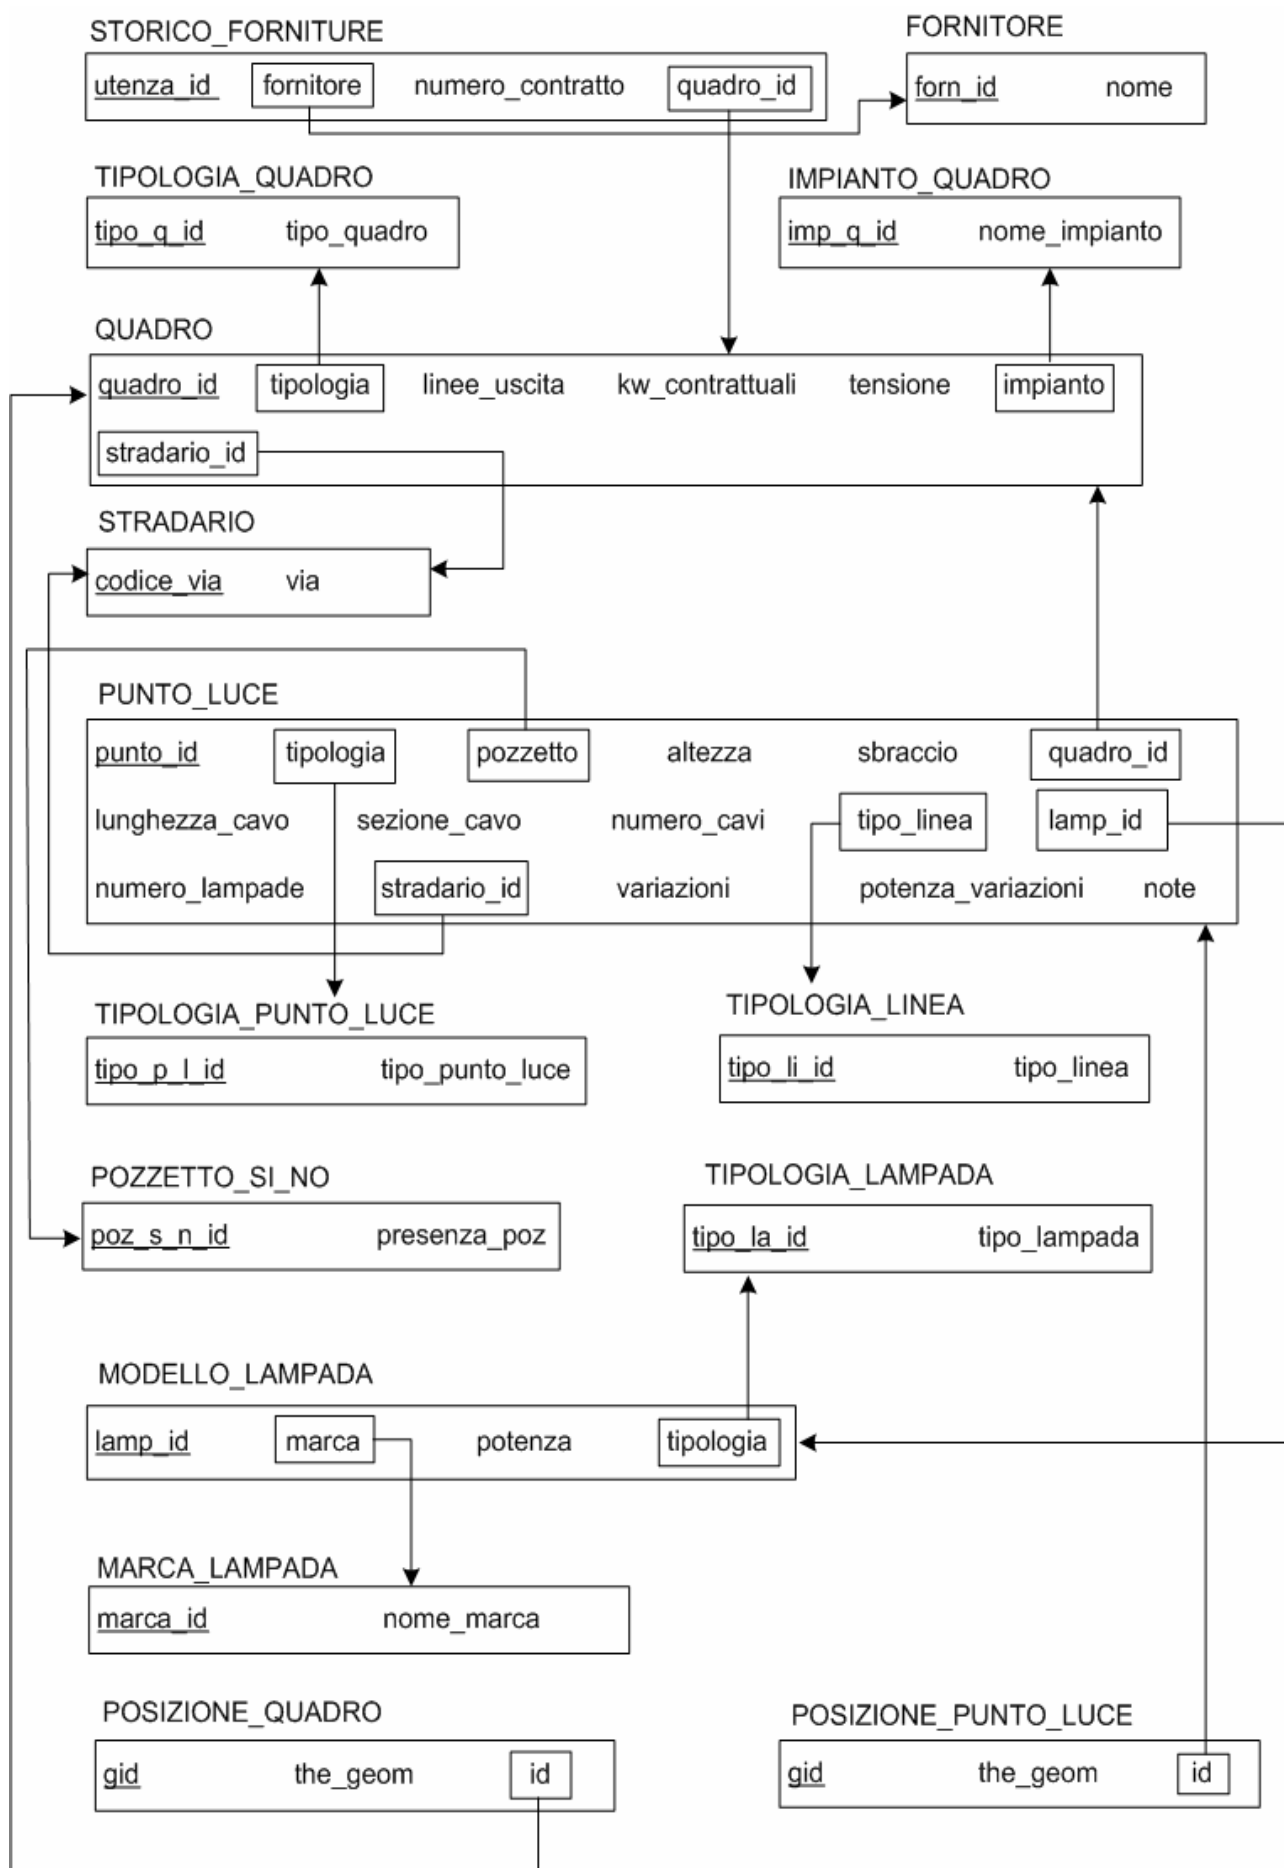 STORICO_FORNITURE
utenza_id fornitore numero_contratto quadro_id
FORNITORE
forn_id nome
TIPOLOGIA_QUADRO
tipo_q_id tipo_quadro
IMPIANTO_QUADRO
imp_q_id nome_impianto
QUADRO
quadro_id tipologia linee_uscita kw_contrattuali tensione impianto
stradario_id
STRADARIO
codice_via via
PUNTO_LUCE
punto_id tipologia pozzetto altezza sbraccio quadro_id
lunghezza_cavo sezione_cavo numero_cavi tipo_linea lamp_id
numero_lampade stradario_id variazioni potenza_variazioni note
TIPOLOGIA_PUNTO_LUCE
tipo_p_l_id tipo_punto_luce
TIPOLOGIA_LINEA
tipo_li_id tipo_linea
POZZETTO_SI_NO
poz_s_n_id presenza_poz
TIPOLOGIA_LAMPADA
tipo_la_id tipo_lampada
MODELLO_LAMPADA
lamp_id marca potenza tipologia
MARCA_LAMPADA
marca_id nome_marca
POSIZIONE_QUADRO
gid the_geom id
POSIZIONE_PUNTO_LUCE
gid the_geom id